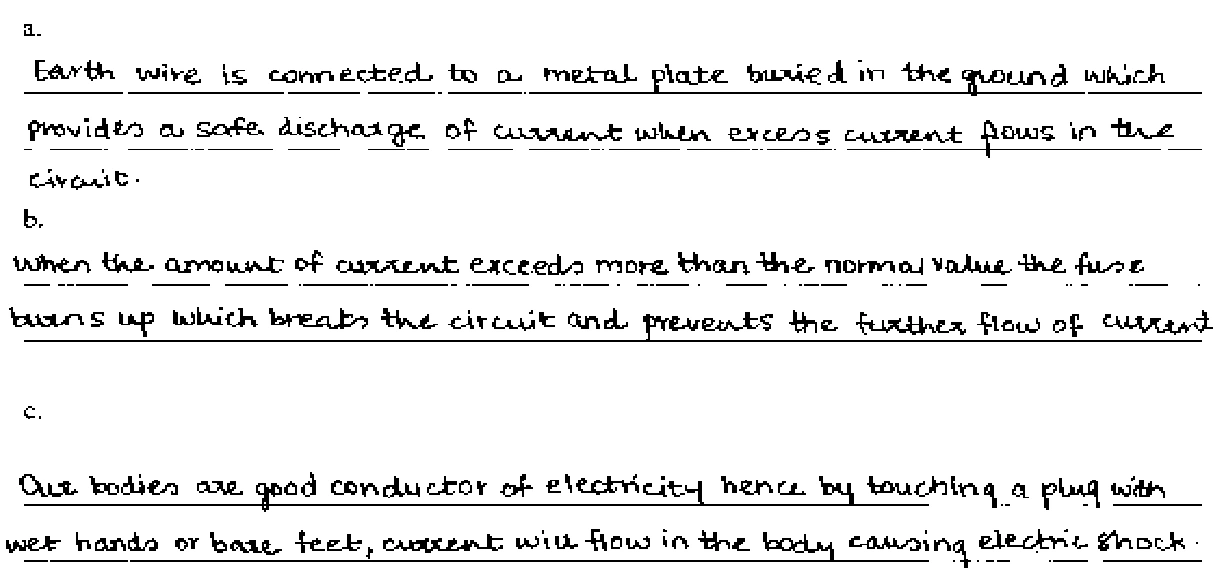 a.
Earth wire is connected to a metal plate buried in the ground which
provides a safe discharge of current when excess current flows in the
circuit.
b.
When the amount of current exceeds more than the normal value the fuse
burns up which breaks the circuit and prevents the further flow of current
c.
Our bodies are good conductor of electricity hence by touching a plug with
wet hands or bare feet, current will flow in the body causing electric shock.